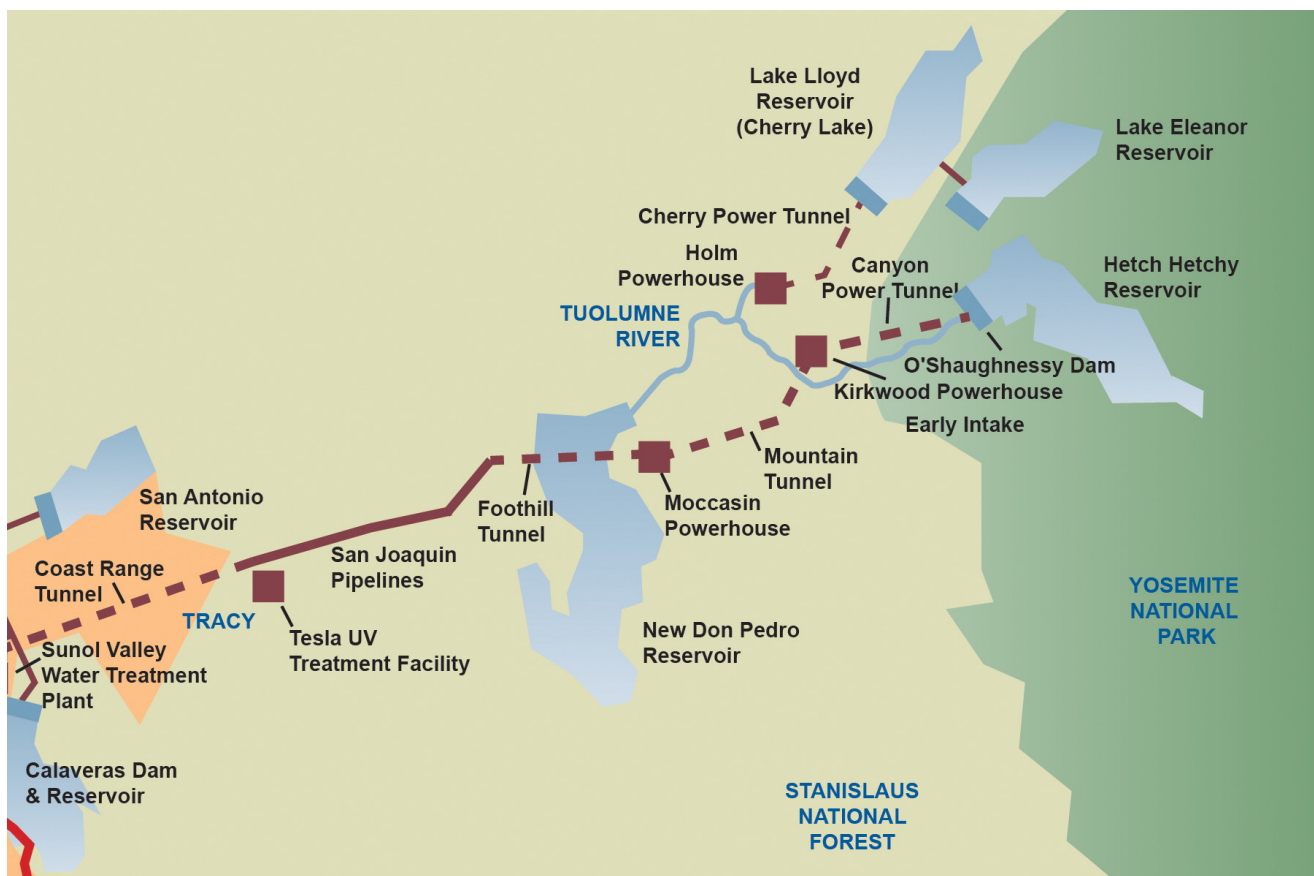 Lake Lloyd
Reservoir
(Cherry Lake)
Lake Eleanor
Reservoir
Cherry Power Tunnel
Holm
Powerhouse
Canyon
Power Tunnel
Hetch Hetchy
Reservoir
TUOLUMNE
RIVER
O'Shaughnessy Dam
Kirkwood Powerhouse
Early Intake
Mountain
Tunnel
San Antonio
Reservoir
Foothill
Tunnel
Moccasin
Powerhouse
San Joaquin
Pipelines
Coast Range
Tunnel
TRACY
Tesla UV
Treatment Facility
New Don Pedro
Reservoir
YOSEMITE
NATIONAL
PARK
Sunol Valley
Water Treatment
Plant
Calaveras Dam
& Reservoir
STANISLAUS
NATIONAL
FOREST